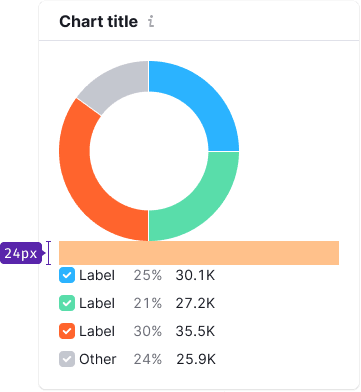 Chart title
24px
Label 25% 30.1K
Label 21% 27.2K
Label 30% 35.5K
Other 24% 25.9K